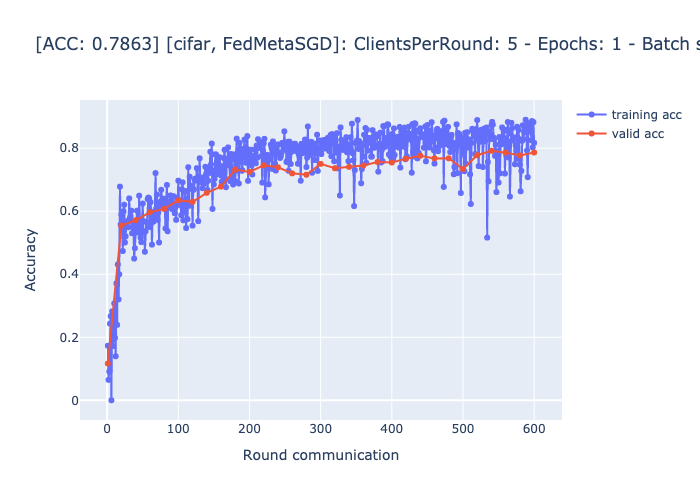 [ACC: 0.7863] [cifar, FedMetaSGD]: ClientsPerRound: 5 - Epochs: 1 - Batch s
training acc
valid acc
0.8
0.6
0.4
0.2
0
Accuracy
0 100 200 300 400 500 600
Round communication